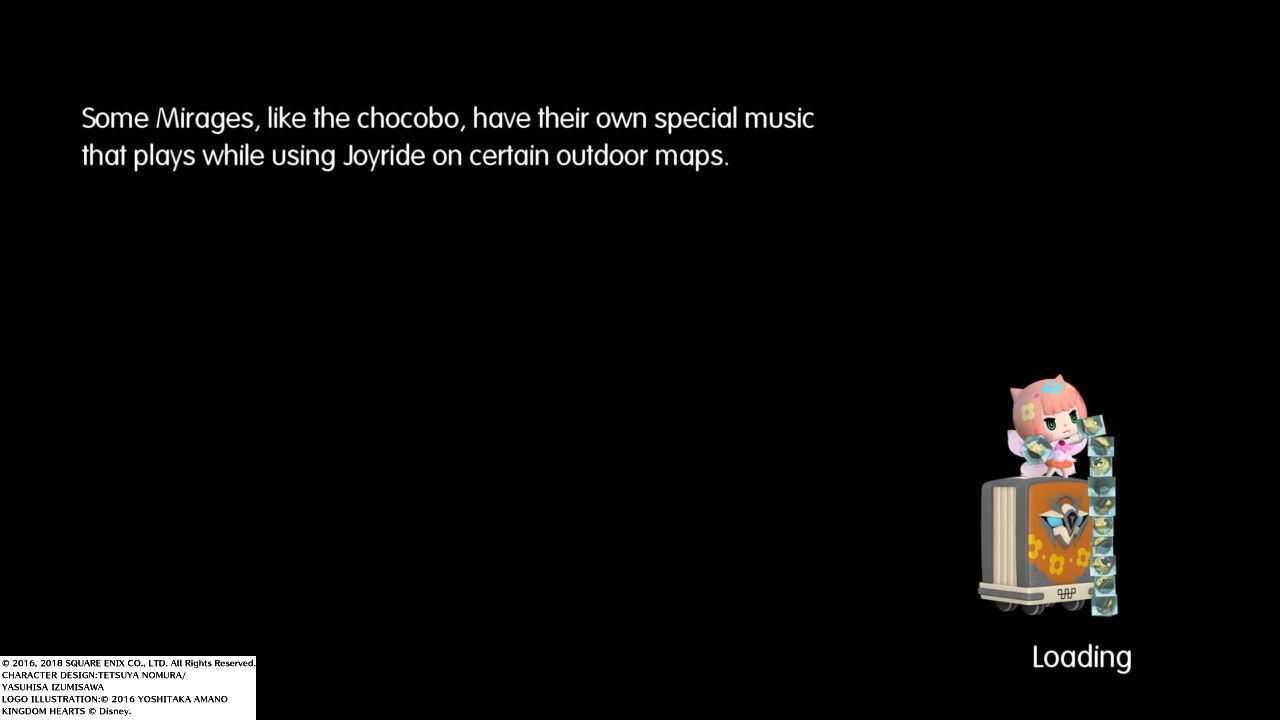 Some Mirages, like the chocobo, have their own special music
that plays while using Joyride on certain outdoor maps.
Loading
© 2016, 2018 SQUARE ENIX CO., LTD. All Rights Reserved.
CHARACTER DESIGN:TETSUYA NOMURA/
YASUHISA IZUMISAWA
LOGO ILLUSTRATION:© 2016 YOSHITAKA AMANO
KINGDOM HEARTS © Disney.